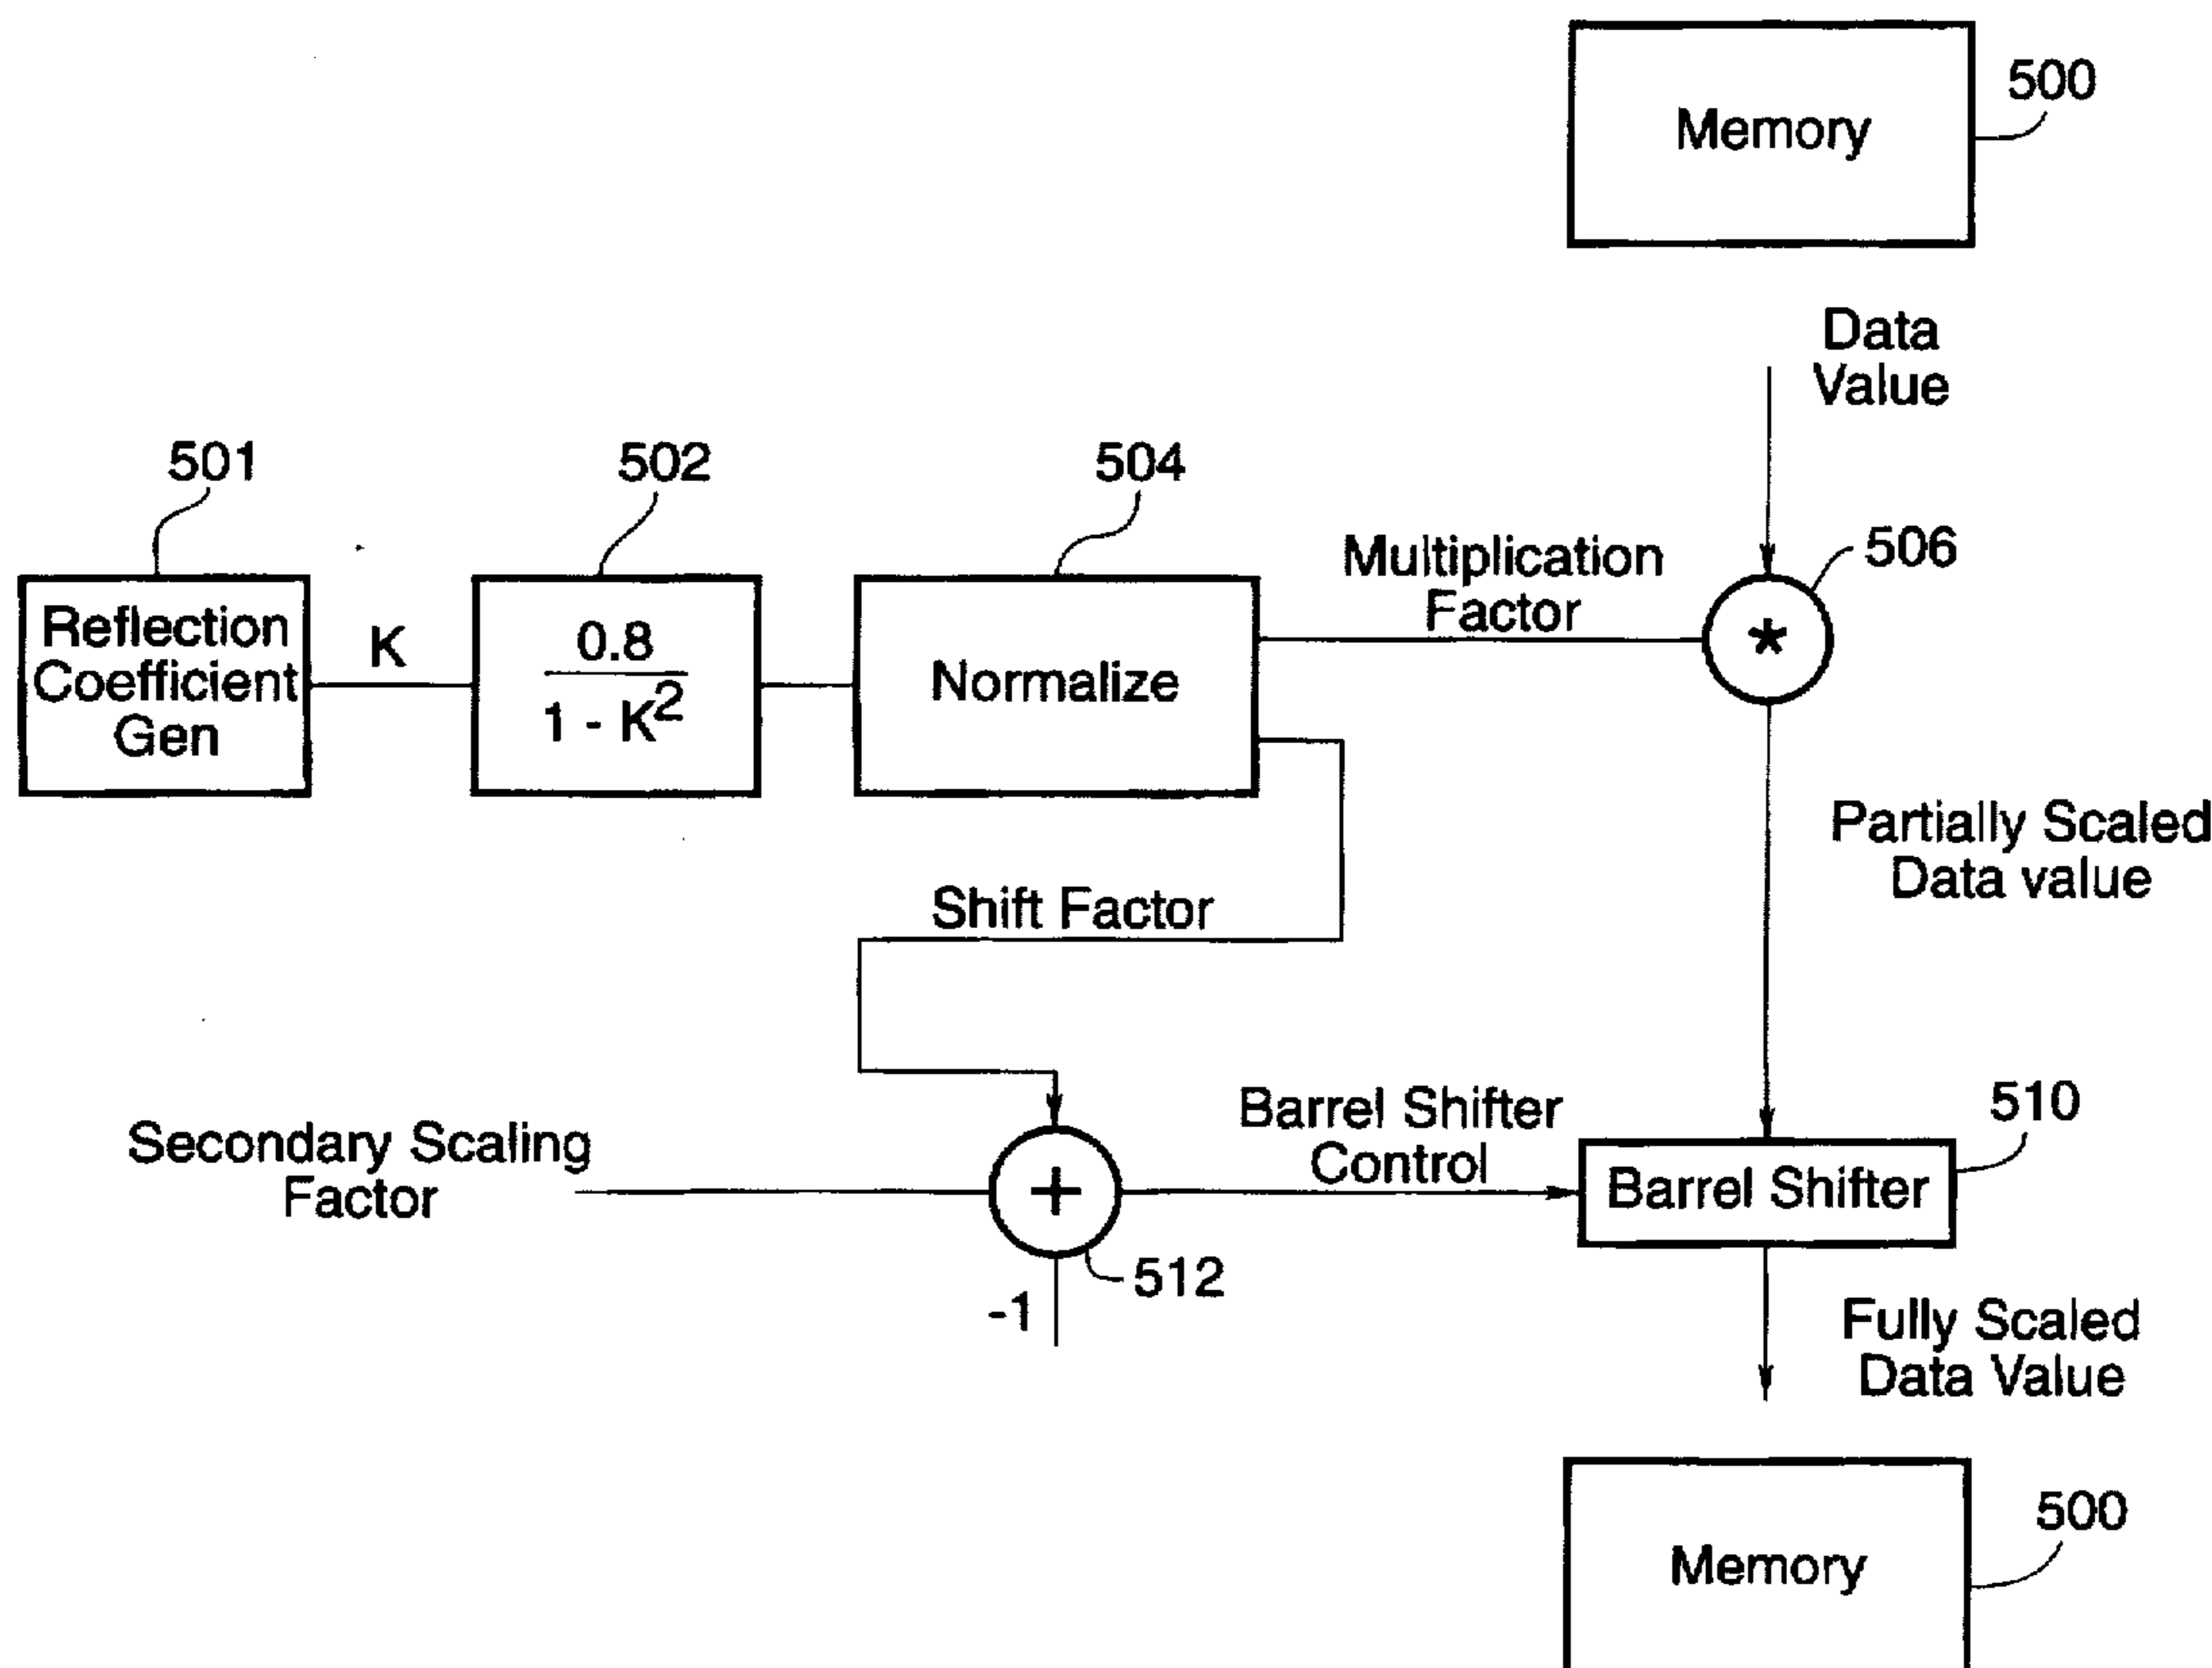 Memory
500
Data
Value
501
502
504
506
Multiplication
Factor
*
Reflection
Coefficient
Gen
K
0.8
1 - K²
Normalize
Partially Scaled
Data value
Shift Factor
Secondary Scaling
Factor
+
Barrel Shifter
Control
510
Barrel Shifter
512
-1
Fully Scaled
Data Value
500
Memory